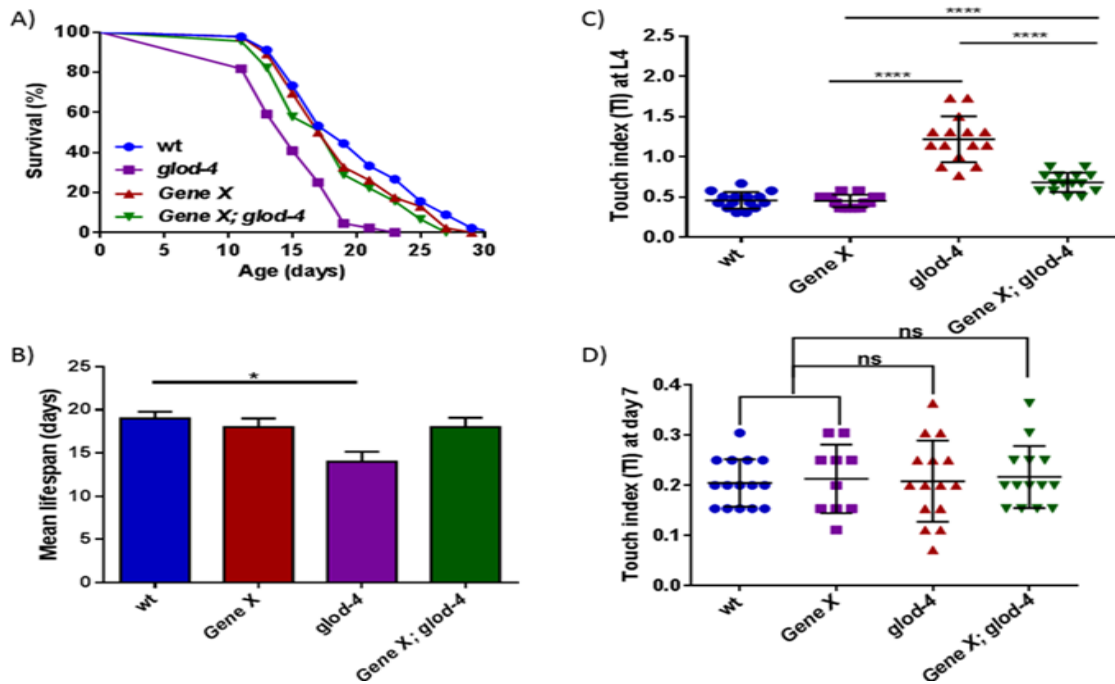 A)
100
80
60
40
20
0
Survival (%)
wt
glod-4
Gene X
Gene X; glod-4
0 5 10 15 20 25 30
Age (days)
B)
25
20
15
10
5
0
Mean lifespan (days)
*
wt
Gene X
glod-4
Gene X; glod-4
C)
****
****
****
2.5
2.0
1.5
1.0
0.5
0.0
Touch index (TI) at L4
wt
Gene X
glod-4
Gene X; glod-4
D)
ns
ns
0.4
0.3
0.2
0.1
0.0
Touch index (TI) at day 7
wt
Gene X
glod-4
Gene X; glod-4